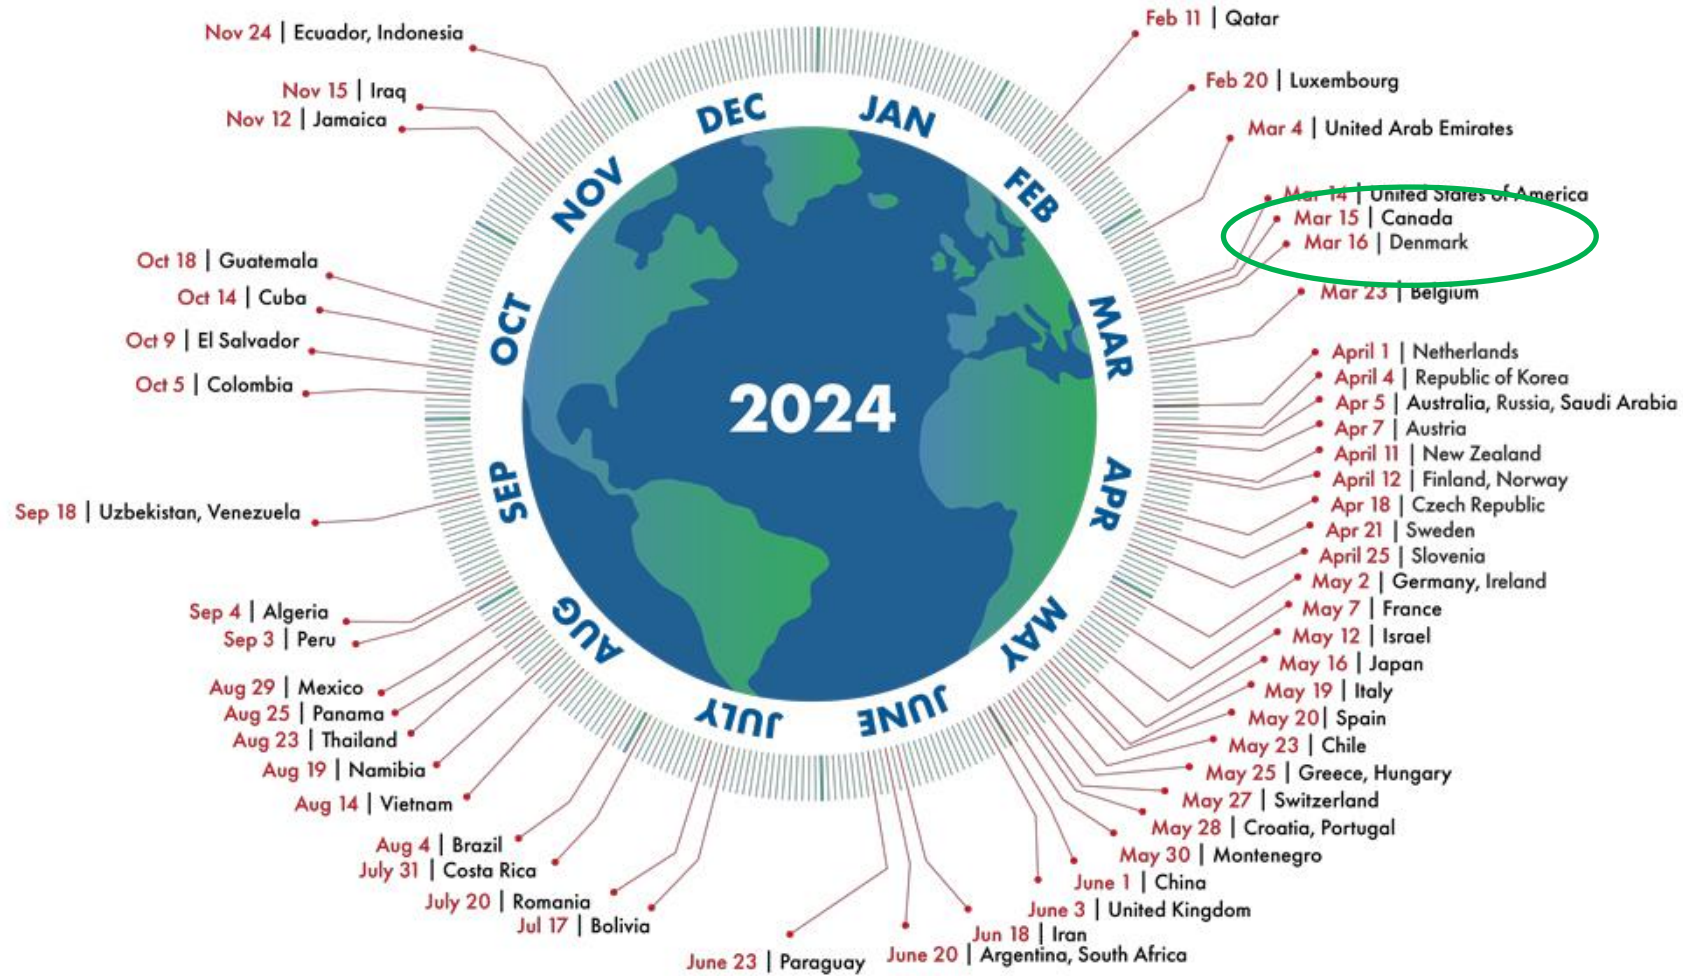 Nov 24 | Ecuador, Indonesia
Nov 15 | Iraq
Nov 12 | Jamaica
Oct 18 | Guatemala
Oct 14 | Cuba
Oct 9 | El Salvador
Oct 5 | Colombia
Sep 18 | Uzbekistan, Venezuela
Sep 4 | Algeria
Sep 3 | Peru
Aug 29 | Mexico
Aug 25 | Panama
Aug 23 | Thailand
Aug 19 | Namibia
Aug 14 | Vietnam
Aug 4 | Brazil
July 31 | Costa Rica
July 20 | Romania
Jul 17 | Bolivia
DEC
JAN
NOV
FEB
OCT
MAR
2024
SEP
APR
AUG
MAY
JULY
JUNE
Feb 11 | Qatar
Feb 20 | Luxembourg
Mar 4 | United Arab Emirates
Mar 14 | United States of America
Mar 15 | Canada
Mar 16 | Denmark
Mar 23 | Belgium
April 1 | Netherlands
April 4 | Republic of Korea
Apr 5 | Australia, Russia, Saudi Arabia
Apr 7 | Austria
April 11 | New Zealand
April 12 | Finland, Norway
Apr 18 | Czech Republic
Apr 21 | Sweden
April 25 | Slovenia
May 2 | Germany, Ireland
May 7 | France
May 12 | Israel
May 16 | Japan
May 19 | Italy
May 20| Spain
May 23 | Chile
May 25 | Greece, Hungary
May 27 | Switzerland
May 28 | Croatia, Portugal
May 30 | Montenegro
June 1 | China
June 3 | United Kingdom
Jun 18 | Iran
June 20 | Argentina, South Africa
June 23 | Paraguay